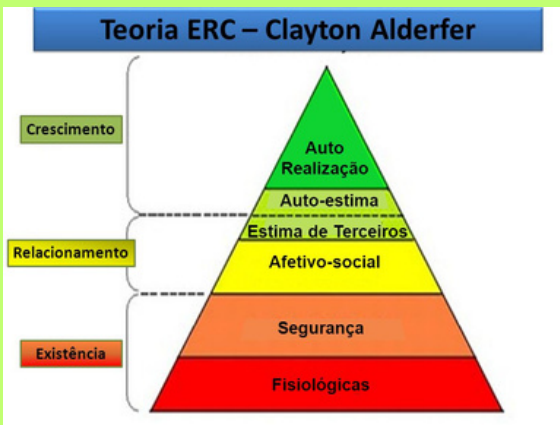 Teoria ERC – Clayton Alderfer
Crescimento
Auto
Realização
Auto-estima
Estima de Terceiros
Relacionamento
Afetivo-social
Segurança
Existência
Fisiológicas